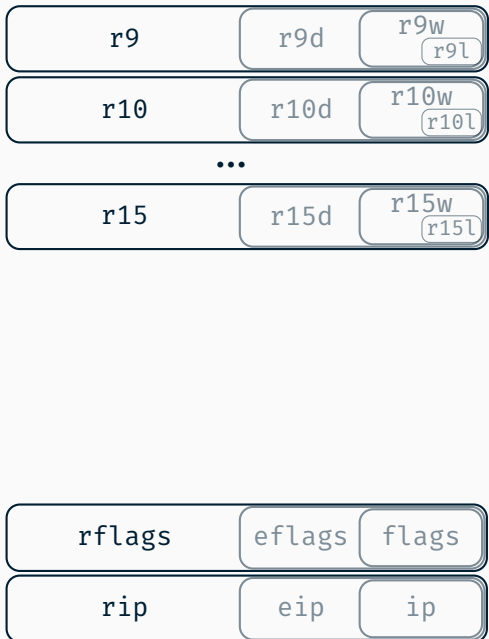 r9 r9d r9w
r9l
r10 r10d r10w
r10l
...
r15 r15d r15w
r15l
rflags eflags flags
rip eip ip